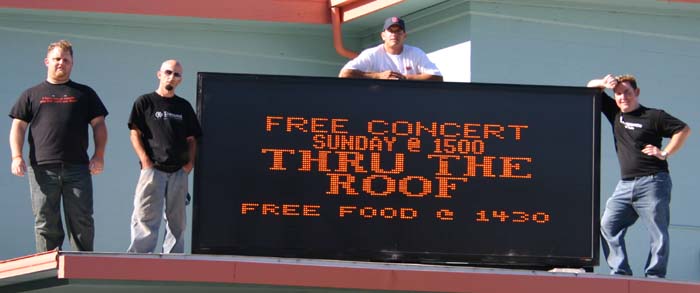 FREE CONCERT
SUNDAY @ 1500
THRU THE
ROOF
FREE FOOD @ 1430